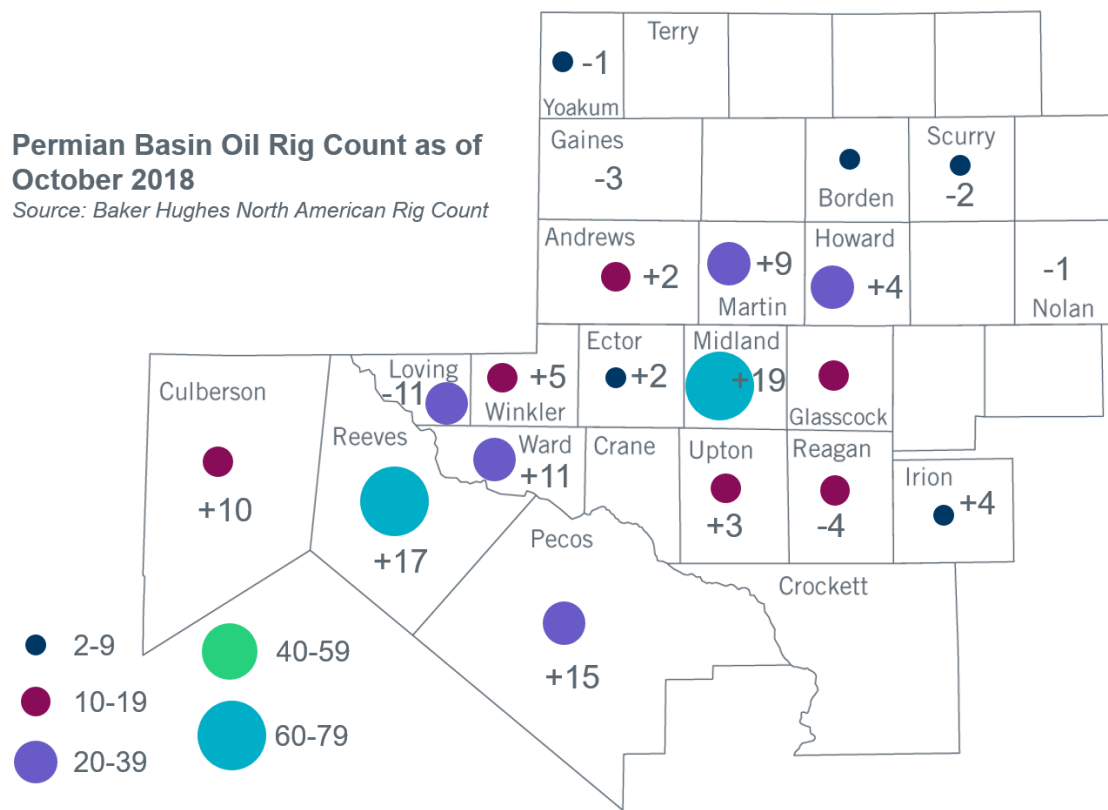 -1
Terry
Yoakum
Permian Basin Oil Rig Count as of
October 2018
Source: Baker Hughes North American Rig Count
Gaines
-3
Borden
Scurry
-2
Andrews
+2
+9
Martin
Howard
+4
-1
Nolan
Culberson
+10
Loving
-11
+5
Winkler
Ector
+2
Midland
+19
Glasscock
Reeves
+17
Ward
+11
Crane
Upton
+3
Reagan
-4
Irion
+4
Pecos
+15
Crockett
2-9
10-19
20-39
40-59
60-79